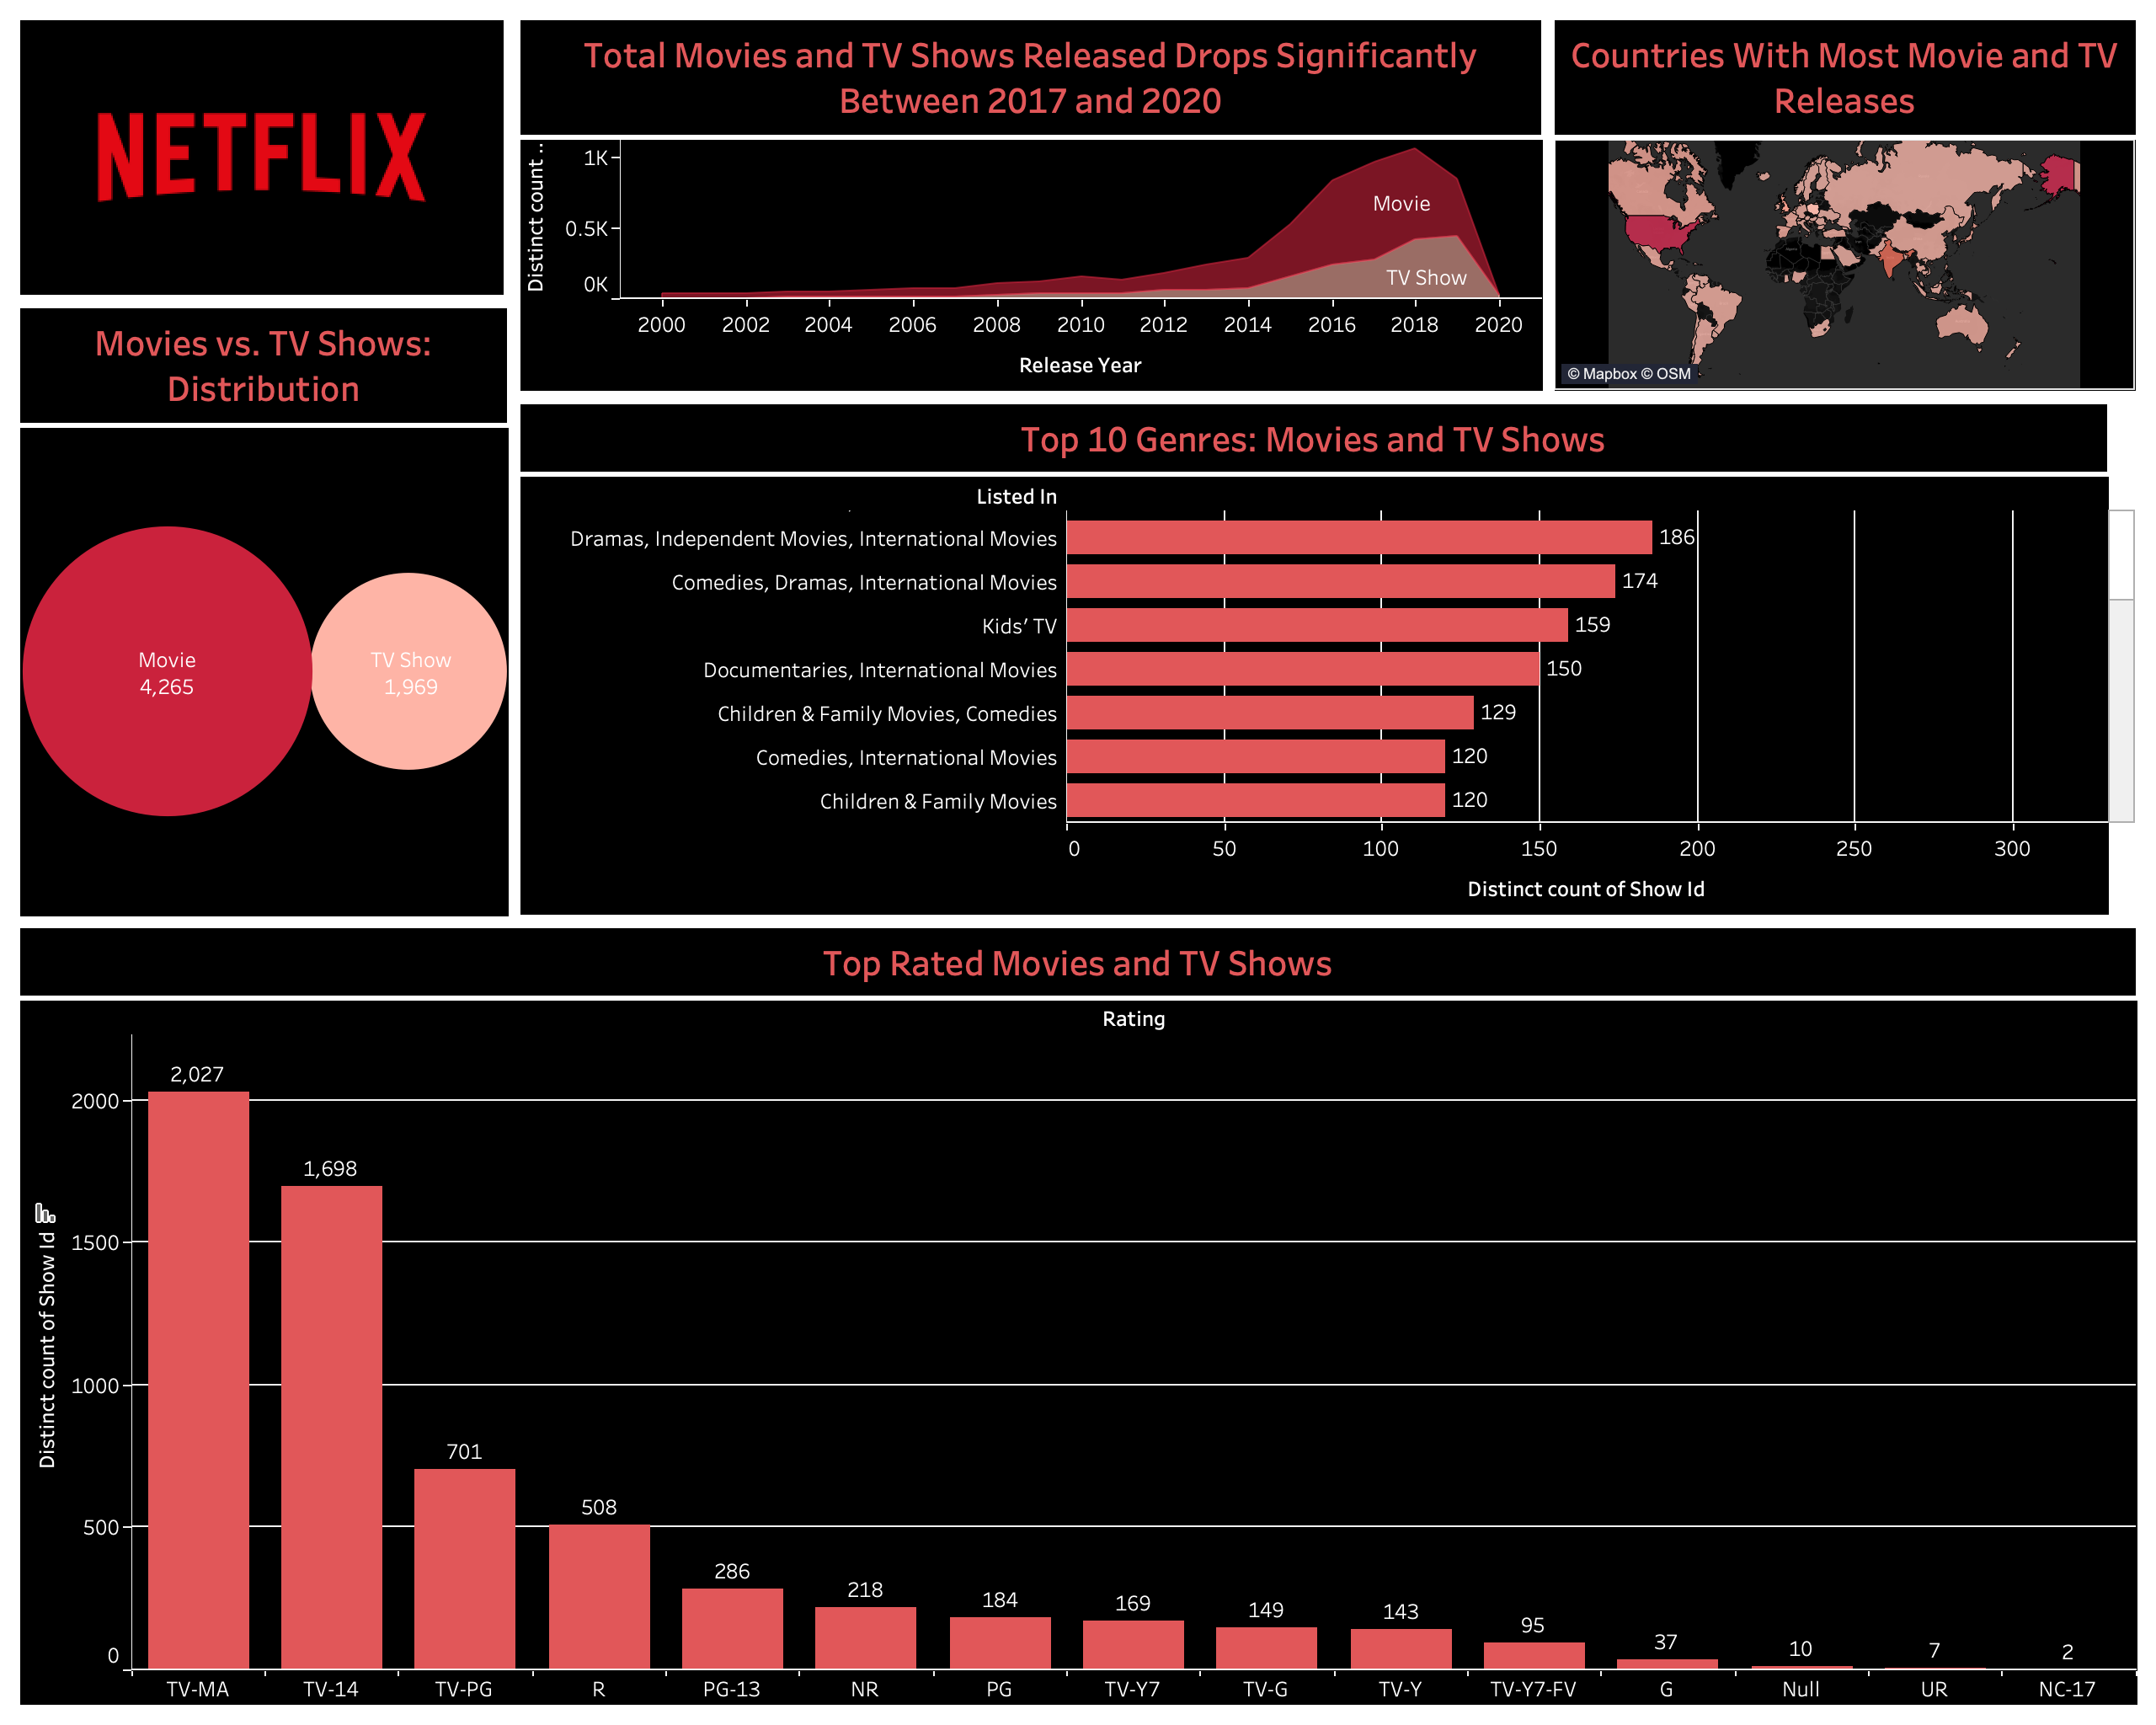 NETFLIX
Total Movies and TV Shows Released Drops Significantly
Between 2017 and 2020
Distinct count ..
1K
0.5K
0K
Movie
TV Show
2000 2002 2004 2006 2008 2010 2012 2014 2016 2018 2020
Release Year
Countries With Most Movie and TV
Releases
© Mapbox © OSM
Movies vs. TV Shows:
Distribution
Movie
4,265
TV Show
1,969
Top 10 Genres: Movies and TV Shows
Listed In
Dramas, Independent Movies, International Movies 186
Comedies, Dramas, International Movies 174
Kids’ TV 159
Documentaries, International Movies 150
Children & Family Movies, Comedies 129
Comedies, International Movies 120
Children & Family Movies 120
0 50 100 150 200 250 300
Distinct count of Show Id
Top Rated Movies and TV Shows
Rating
Distinct count of Show Id
2000
1500
1000
500
0
2,027 1,698 701 508 286 218 184 169 149 143 95 37 10 7 2
TV-MA TV-14 TV-PG R PG-13 NR PG TV-Y7 TV-G TV-Y TV-Y7-FV G Null UR NC-17